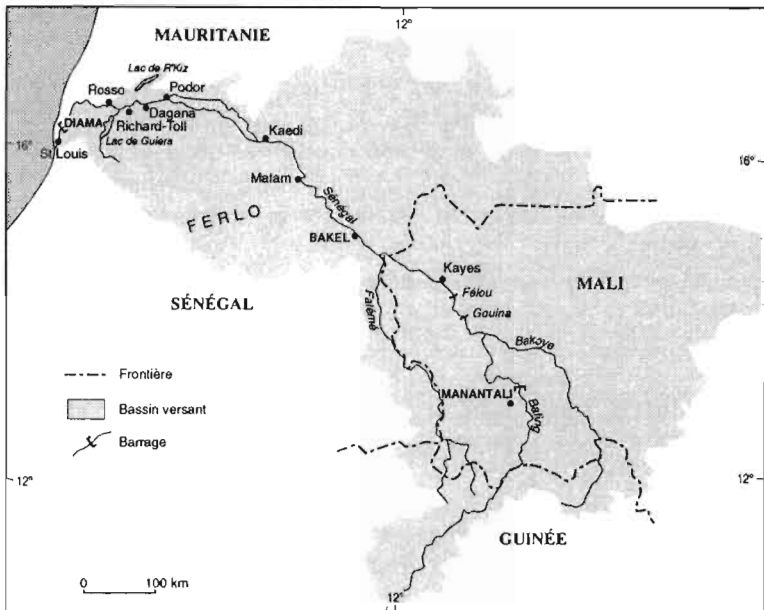 12°
MAURITANIE
Lac de R'Kiz
Rosso
Podor
DIAMA
Dagana
Richard-Toll
Lac de Guiera
Kaedi
16°
St Louis
16°
Matam
Sénégal
FERLO
BAKEL
Kayes
MALI
SÉNÉGAL
Falémé
Félou
Gouina
Bakoye
Frontière
MANANTALI
Bafing
Bassin versant
Barrage
12°
12°
GUINÉE
0 100 km
12°